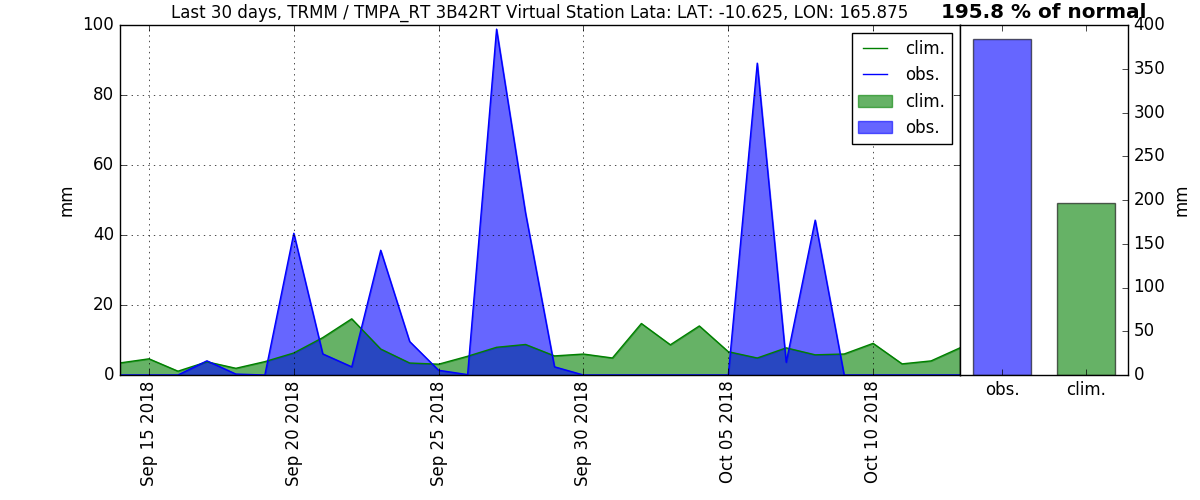 Last 30 days, TRMM / TMPA_RT 3B42RT Virtual Station Lata: LAT: -10.625, LON: 165.875
195.8 % of normal
100
80
60
40
20
0
mm
clim.
obs.
clim.
obs.
Sep 15 2018
Sep 20 2018
Sep 25 2018
Sep 30 2018
Oct 05 2018
Oct 10 2018
400
350
300
250
200
150
100
50
0
mm
obs.
clim.